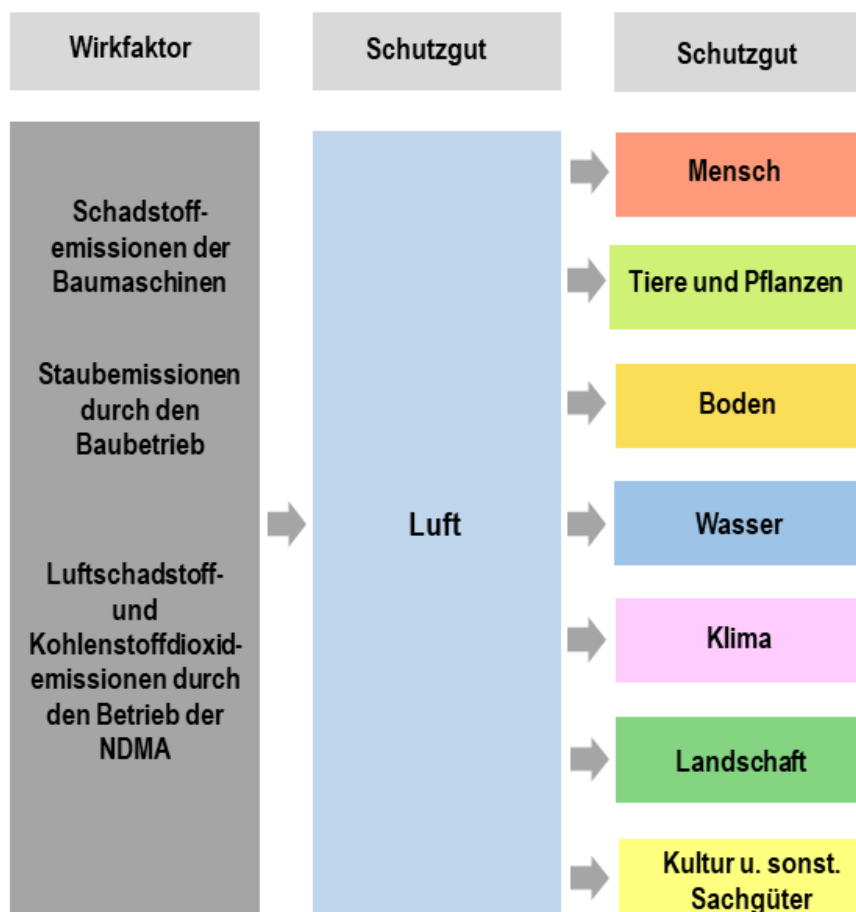 Wirkfaktor
Schutzgut
Schutzgut
Schadstoff-
emissionen der
Baumaschinen
Staubemissionen
durch den
Baubetrieb
Luftschadstoff-
und
Kohlenstoffdioxid-
emissionen durch
den Betrieb der
NDMA
Luft
Mensch
Tiere und Pflanzen
Boden
Wasser
Klima
Landschaft
Kultur u. sonst.
Sachgüter